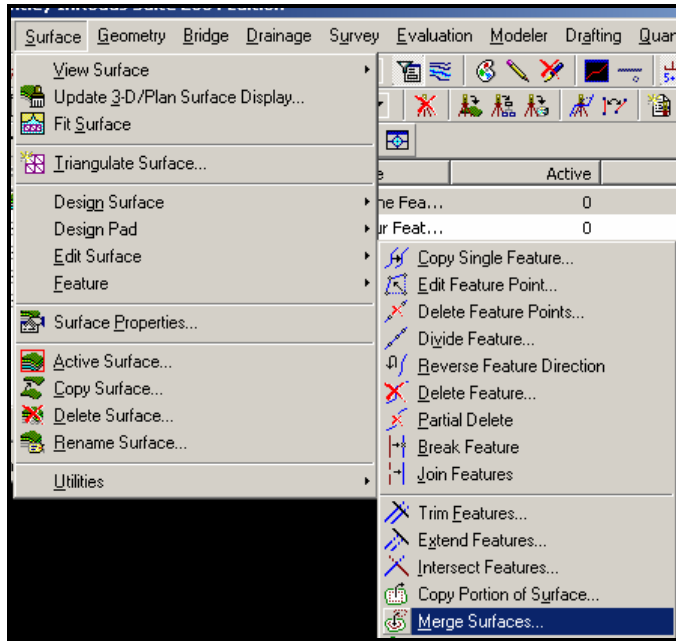 Surface Geometry Bridge Drainage Survey Evaluation Modeler Drafting
View Surface
Update 3-D/Plan Surface Display...
Fit Surface
Triangulate Surface...
Active
Design Surface
0
Design Pad
0
Edit Surface
Feature
Surface Properties...
Active Surface...
Copy Surface...
Delete Surface...
Rename Surface...
Utilities
Copy Single Feature...
Edit Feature Point...
Delete Feature Points...
Divide Feature...
Reverse Feature Direction
Delete Feature...
Partial Delete
Break Feature
Join Features
Trim Features...
Extend Features...
Intersect Features...
Copy Portion of Surface...
Merge Surfaces...